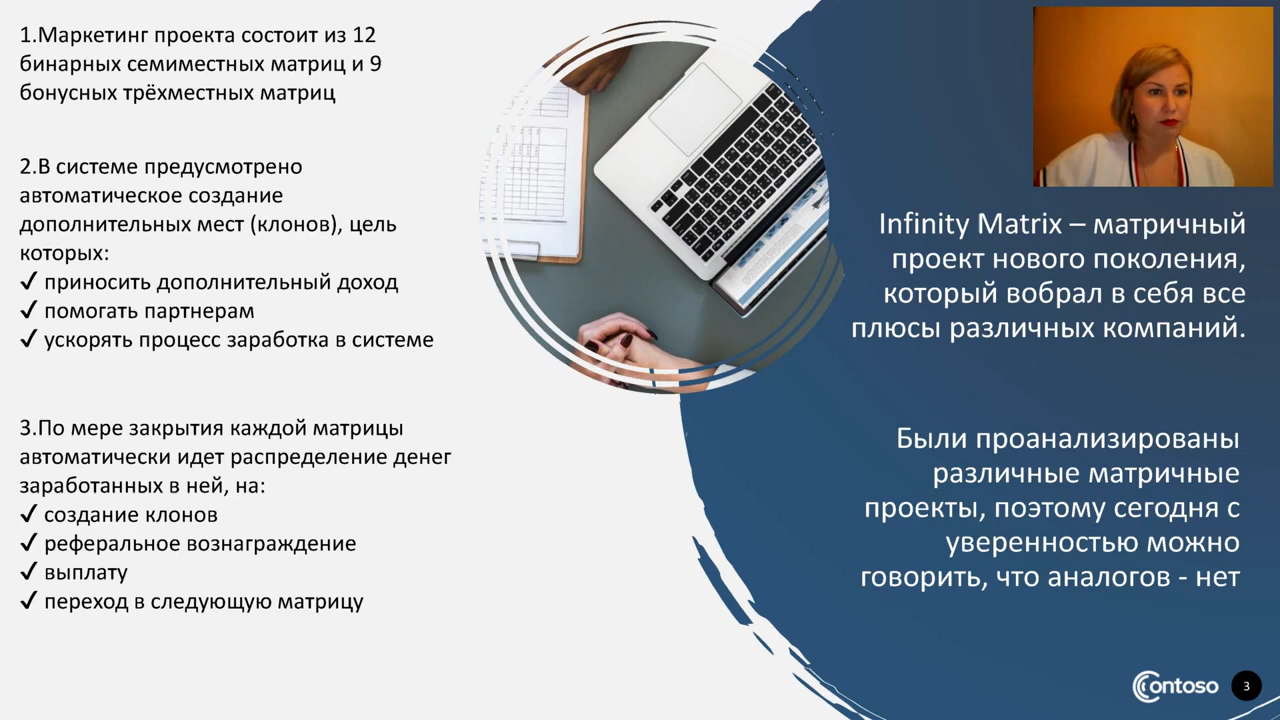 1.Маркетинг проекта состоит из 12
бинарных семиместных матриц и 9
бонусных трёхместных матриц
2.В системе предусмотрено
автоматическое создание
дополнительных мест (клонов), цель
которых:
✓ приносить дополнительный доход
✓ помогать партнерам
✓ ускорять процесс заработка в системе
3.По мере закрытия каждой матрицы
автоматически идет распределение денег
заработанных в ней, на:
✓ создание клонов
✓ реферальное вознаграждение
✓ выплату
✓ переход в следующую матрицу
Infinity Matrix – матричный
проект нового поколения,
который вобрал в себя все
плюсы различных компаний.
Были проанализированы
различные матричные
проекты, поэтому сегодня с
уверенностью можно
говорить, что аналогов - нет
Contoso
3